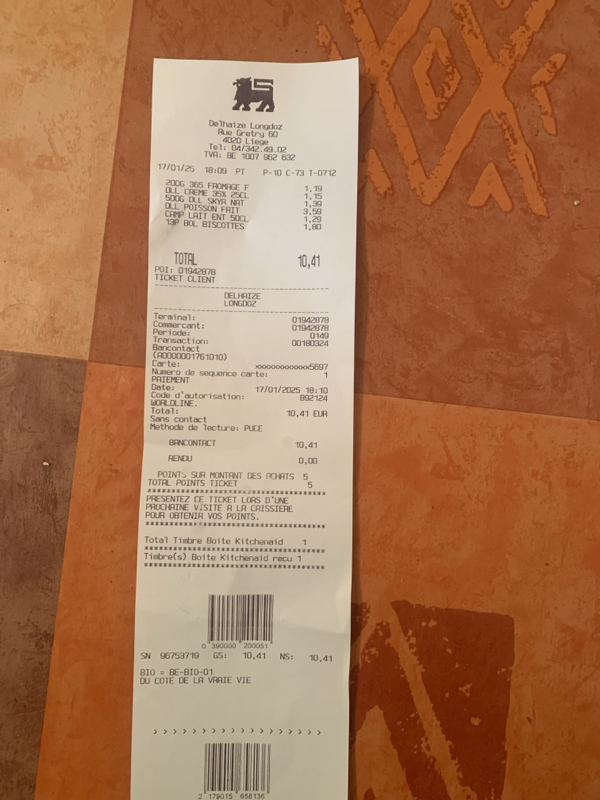 Delhaize Longdoz
Rue Gretry 60
4020 Liege
Tel: 04/342.49.02
TVA: BE 1007 862 632
17/01/25 18:09 PT P-10 C-73 T-0712
200G 365 FROMAGE F 1,19
DLL CREME 35% 25CL 1,15
500G DLL SKYR NAT 1,39
DLL POISSON FAIT 3,59
CAMP LAIT ENT 50CL 1,29
13P BOL BISCOTTES 1,80
TOTAL 10,41
POI: 01942878
TICKET CLIENT
DELHAIZE
LONGDOZ
Terminal: 01942878
Commercant: 01942878
Periode: 0149
Transaction: 00180324
Bancontact
(A0000001761010)
Carte: xxxxxxxxxxxx5697
Numero de sequence carte: 1
PAIEMENT
Date: 17/01/2025 18:10
Code d'autorisation: 892124
WORLDLINE.
Total: 10,41 EUR
Sans contact
Methode de lecture: PUCE
BANCONTACT 10,41
RENDU 0,00
POINTS SUR MONTANT DES ACHATS 5
TOTAL POINTS TICKET 5
PRESENTEZ CE TICKET LORS D'UNE
PROCHAINE VISITE A LA CAISSIERE
POUR OBTENIR VOS POINTS.
Total Timbre Boite Kitchenaid 1
Timbre(s) Boite Kitchenaid recu 1
0 390000 200051
SN 96753719 GS: 10,41 NS: 10,41
BIO = BE-BIO-01
DU COTE DE LA VRAIE VIE
2 179015 658136